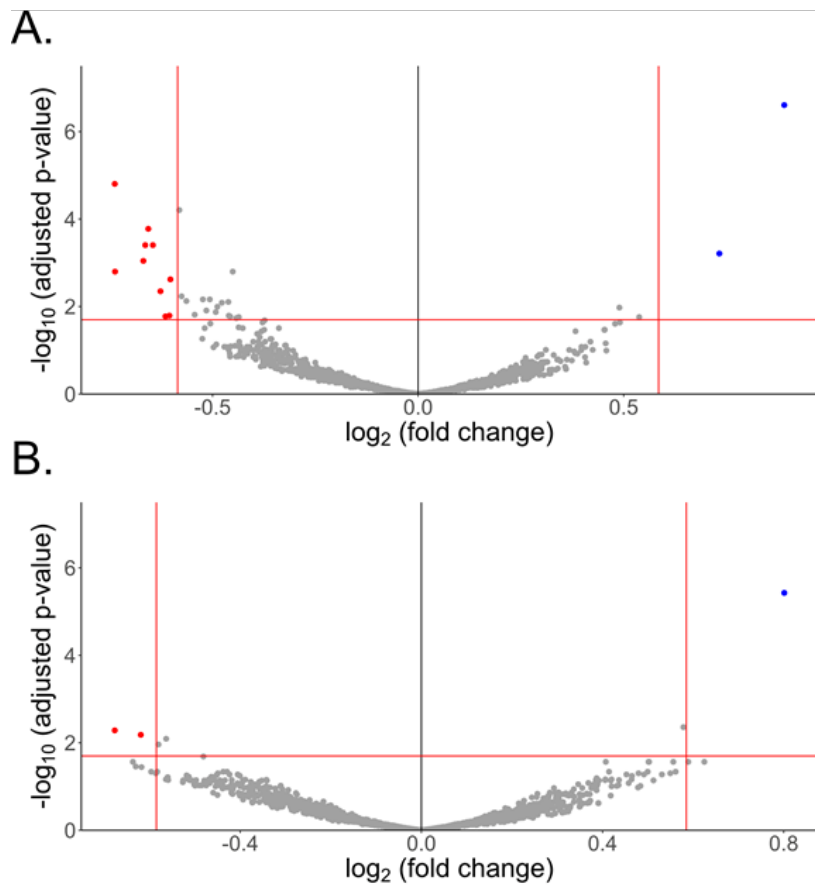 A.
-log₁₀ (adjusted p-value)
6
4
2
0
-0.5 0.0 0.5
log₂ (fold change)
B.
-log₁₀ (adjusted p-value)
6
4
2
0
-0.4 0.0 0.4 0.8
log₂ (fold change)